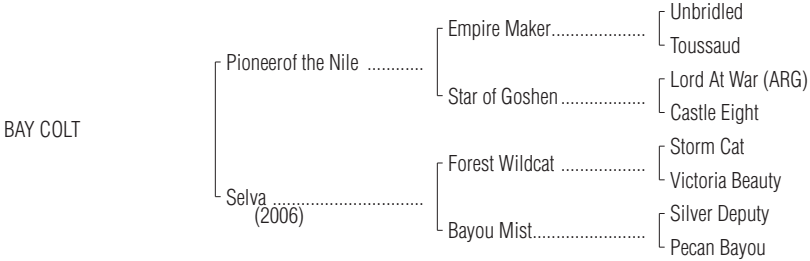 Unbridled
Empire Maker.....................
Toussaud
Pioneerof the Nile ............
Lord At War (ARG)
Star of Goshen...................
Castle Eight
BAY COLT
Storm Cat
Forest Wildcat ...................
Victoria Beauty
Selva .................................
(2006)
Silver Deputy
Bayou Mist.........................
Pecan Bayou